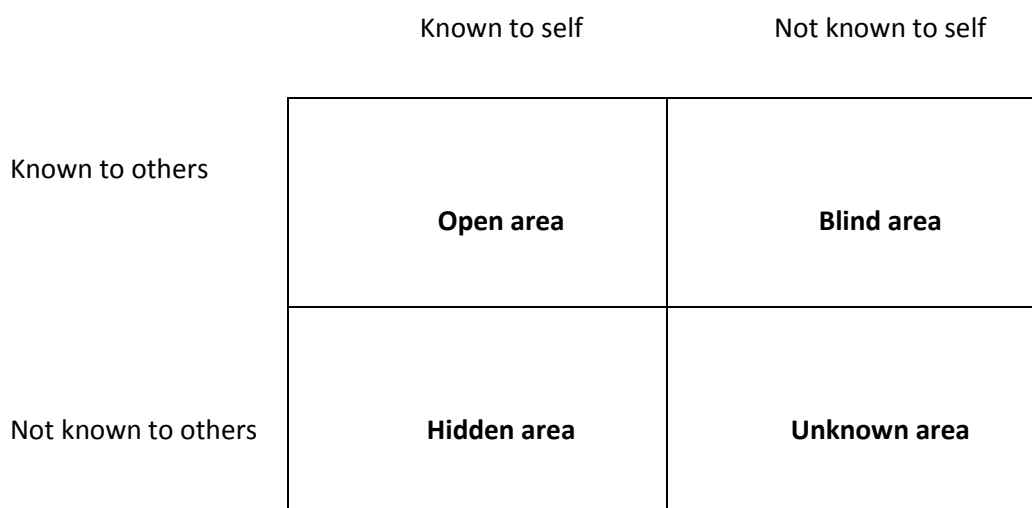 Known to self Not known to self
Known to others
Open area Blind area
Not known to others Hidden area Unknown area